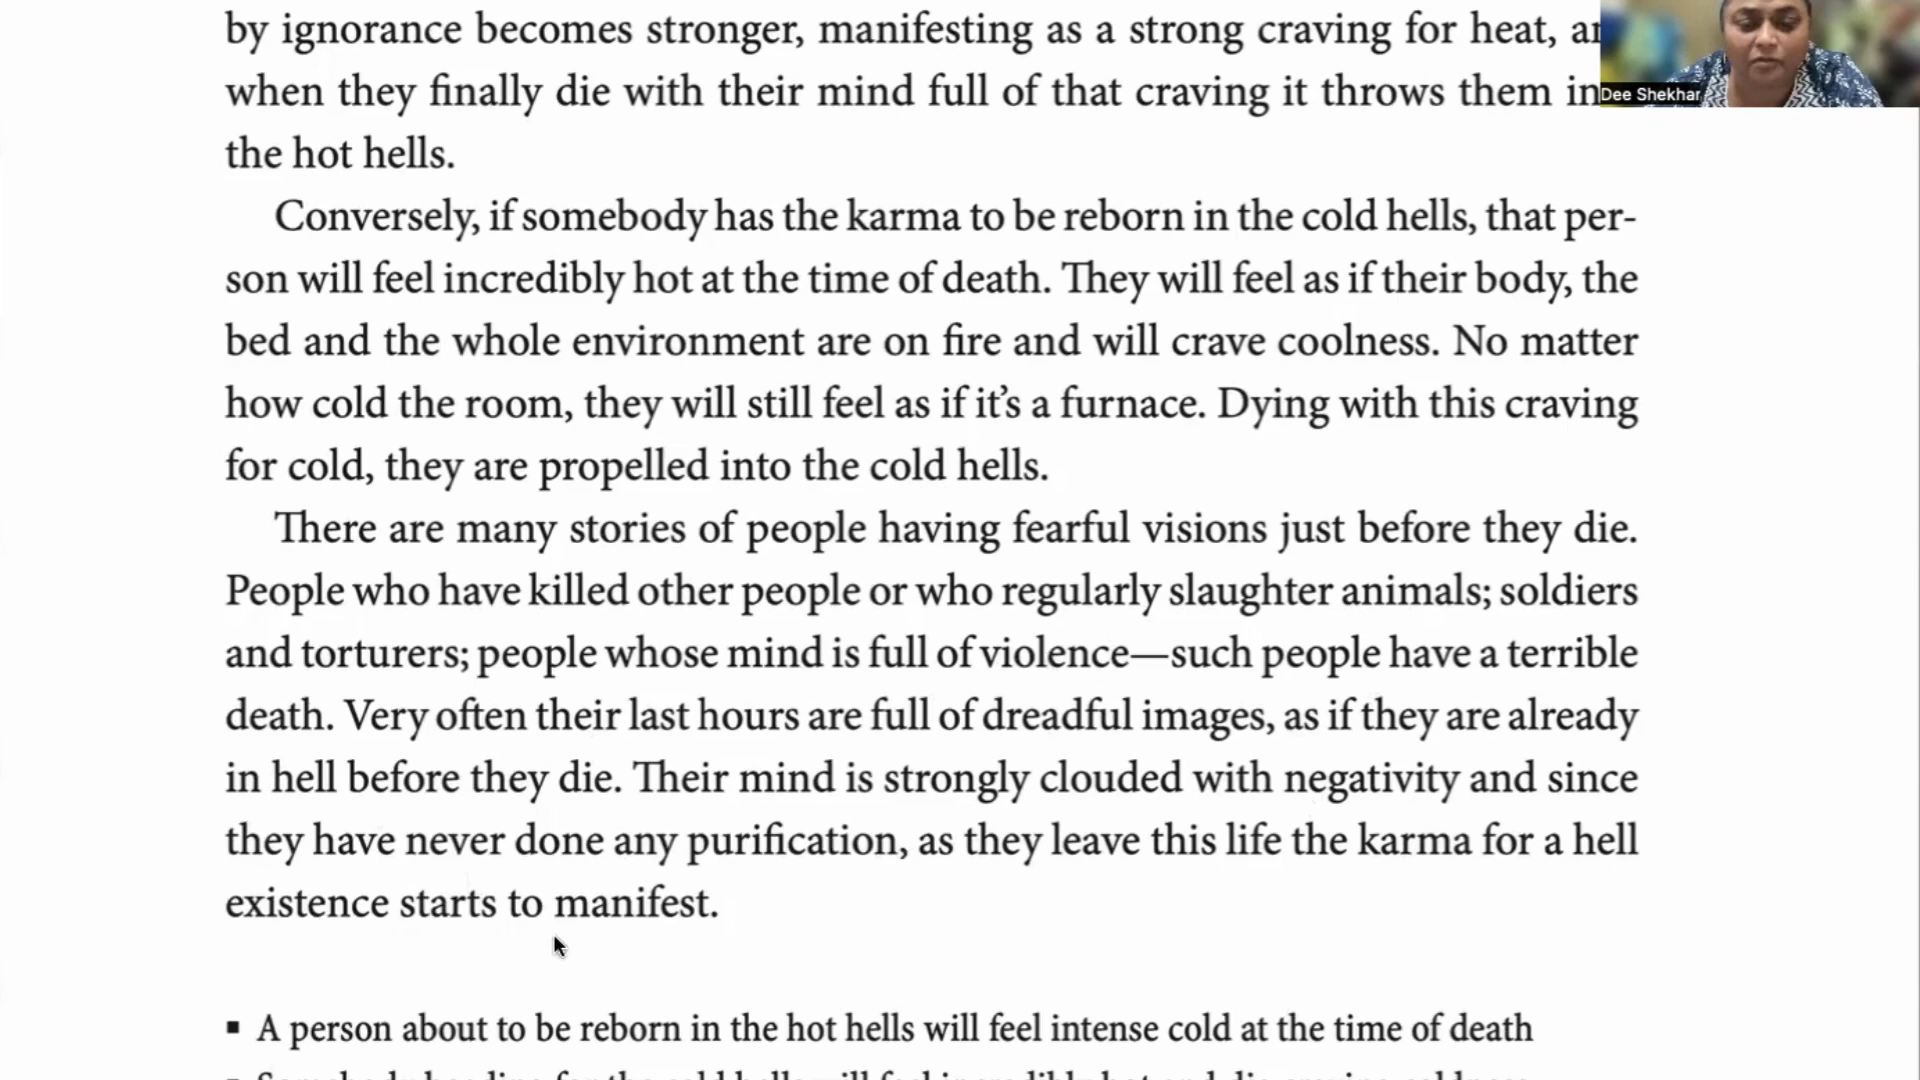 by ignorance becomes stronger, manifesting as a strong craving for heat,
when they finally die with their mind full of that craving it throws them
the hot hells.
Conversely, if somebody has the karma to be reborn in the cold hells, that per-
son will feel incredibly hot at the time of death. They will feel as if their body, the
bed and the whole environment are on fire and will crave coolness. No matter
how cold the room, they will still feel as if it's a furnace. Dying with this craving
for cold, they are propelled into the cold hells.
There are many stories of people having fearful visions just before they die.
People who have killed other people or who regularly slaughter animals; soldiers
and torturers; people whose mind is full of violence—such people have a terrible
death. Very often their last hours are full of dreadful images, as if they are already
in hell before they die. Their mind is strongly clouded with negativity and since
they have never done any purification, as they leave this life the karma for a hell
existence starts to manifest.
▪ A person about to be reborn in the hot hells will feel intense cold at the time of death
Dee Shekhar